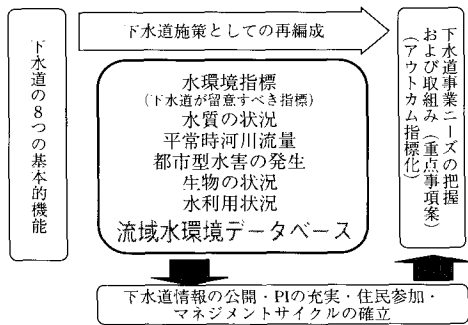 下水道施策としての再編成
下水道の8つの基本的機能
水環境指標
(下水道が留意すべき指標)
水質の状況
平常時河川流量
都市型水害の発生
生物の状況
水利用状況
流域水環境データベース
下水道事業ニーズの把握
および取組み(重点事項案)
(アウトカム指標化)
下水道情報の公開・PIの充実・住民参加・
マネジメントサイクルの確立